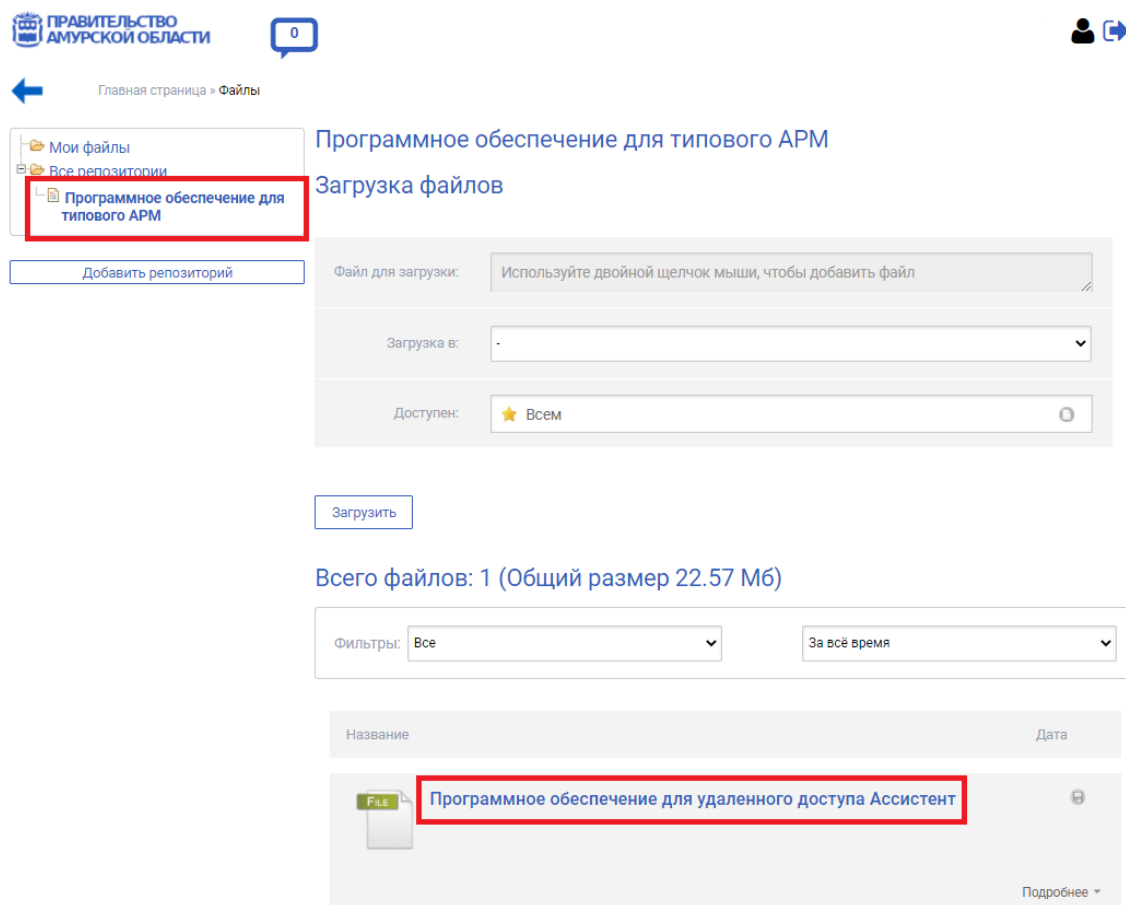 ПРАВИТЕЛЬСТВО
АМУРСКОЙ ОБЛАСТИ
0
Главная страница » Файлы
Мои файлы
Все репозитории
Программное обеспечение для
типового АРМ
Добавить репозиторий
Программное обеспечение для типового АРМ
Загрузка файлов
Файл для загрузки:
Используйте двойной щелчок мыши, чтобы добавить файл
Загрузка в:
-
Доступен:
Всем
Загрузить
Всего файлов: 1 (Общий размер 22.57 Мб)
Фильтры:
Все
За всё время
Название
Дата
FILE
Программное обеспечение для удаленного доступа Ассистент
Подробнее